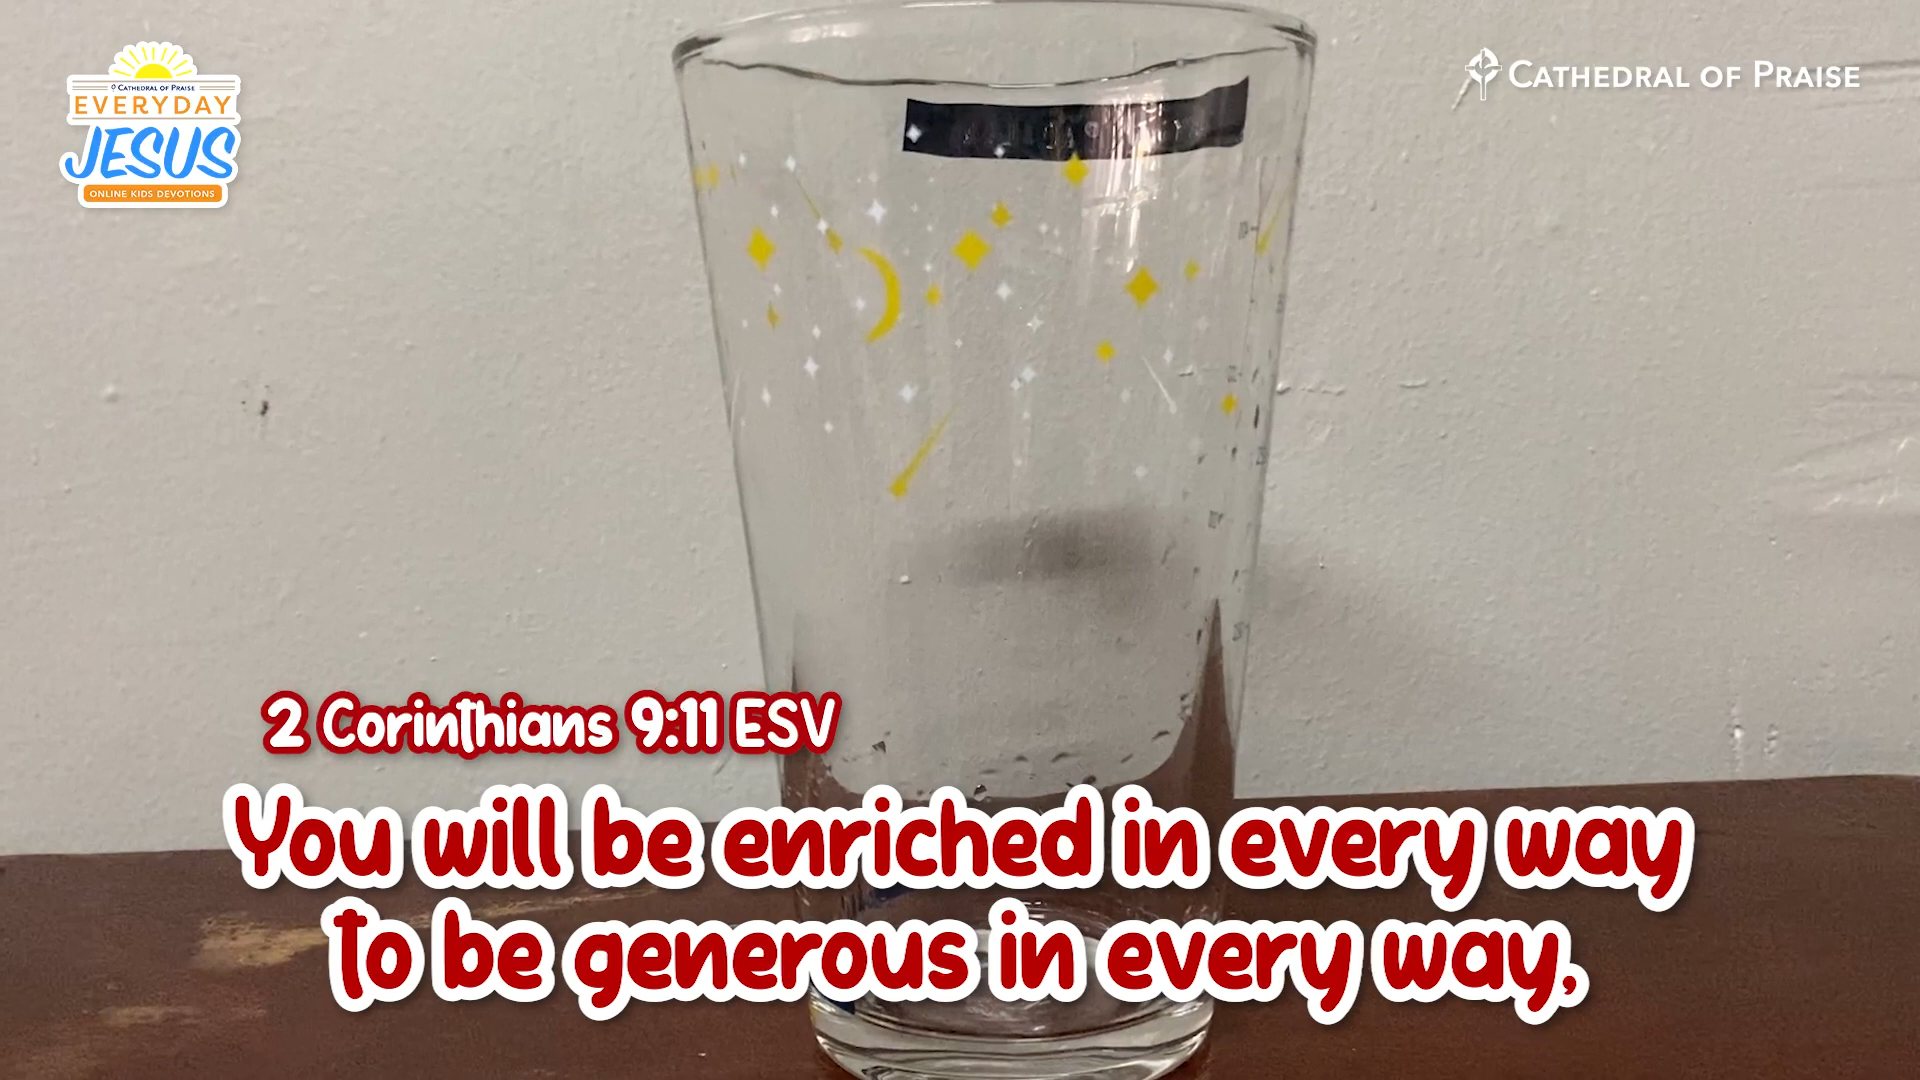 CATHEDRAL OF PRAISE
EVERYDAY
JESUS
ONLINE KIDS DEVOTIONS
CATHEDRAL OF PRAISE
2 Corinthians 9:11 ESV
You will be enriched in every way
to be generous in every way,